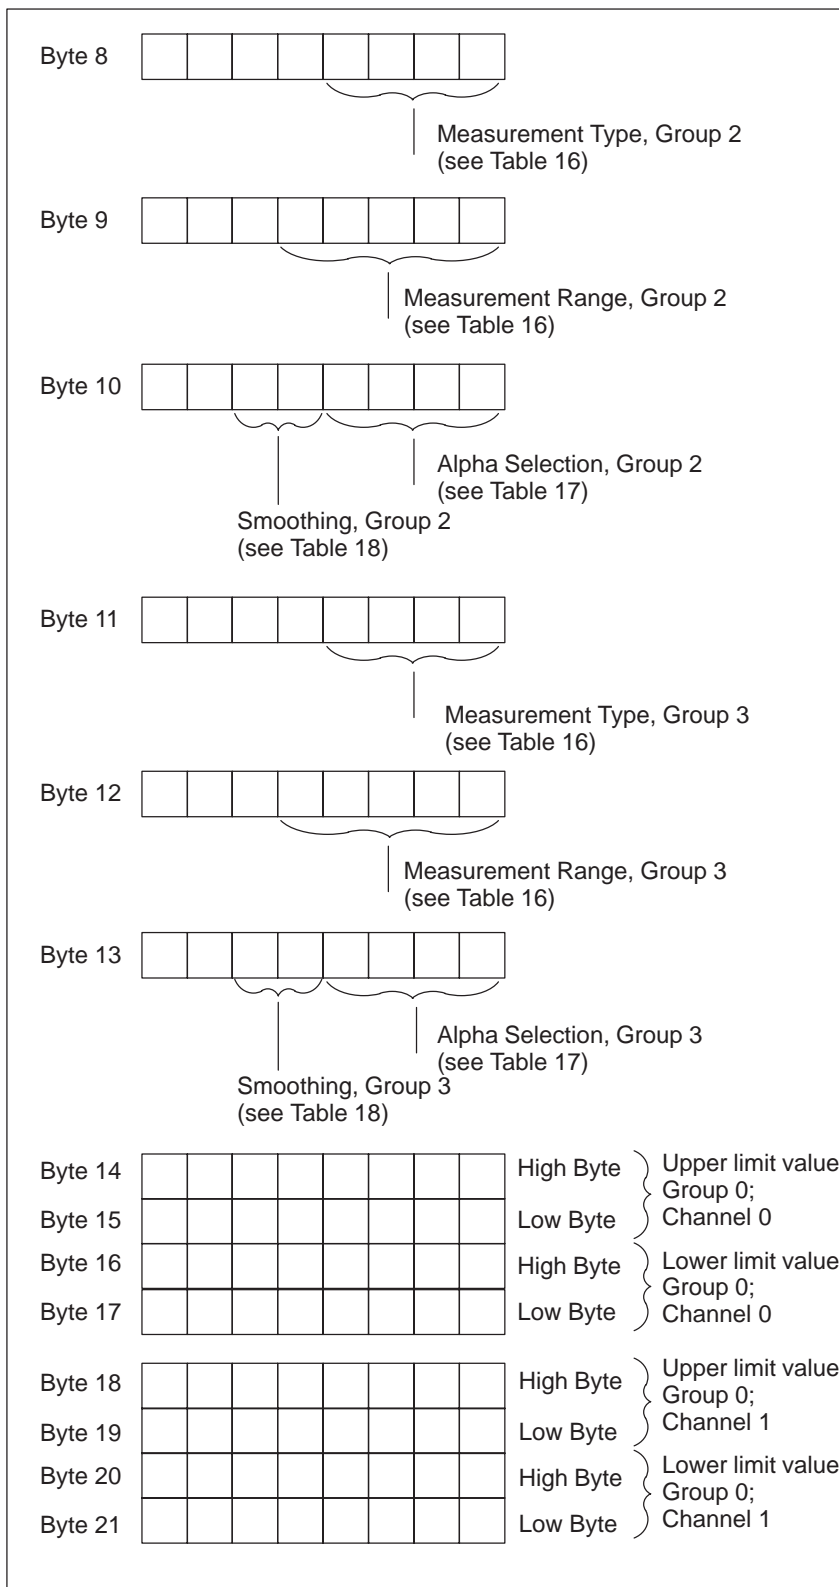 Byte 8
Measurement Type, Group 2
(see Table 16)
Byte 9
Measurement Range, Group 2
(see Table 16)
Byte 10
Alpha Selection, Group 2
(see Table 17)
Smoothing, Group 2
(see Table 18)
Byte 11
Measurement Type, Group 3
(see Table 16)
Byte 12
Measurement Range, Group 3
(see Table 16)
Byte 13
Alpha Selection, Group 3
(see Table 17)
Smoothing, Group 3
(see Table 18)
Byte 14 High Byte Upper limit value
Group 0;
Byte 15 Low Byte Channel 0
Byte 16 High Byte Lower limit value
Group 0;
Byte 17 Low Byte Channel 0
Byte 18 High Byte Upper limit value
Group 0;
Byte 19 Low Byte Channel 1
Byte 20 High Byte Lower limit value
Group 0;
Byte 21 Low Byte Channel 1